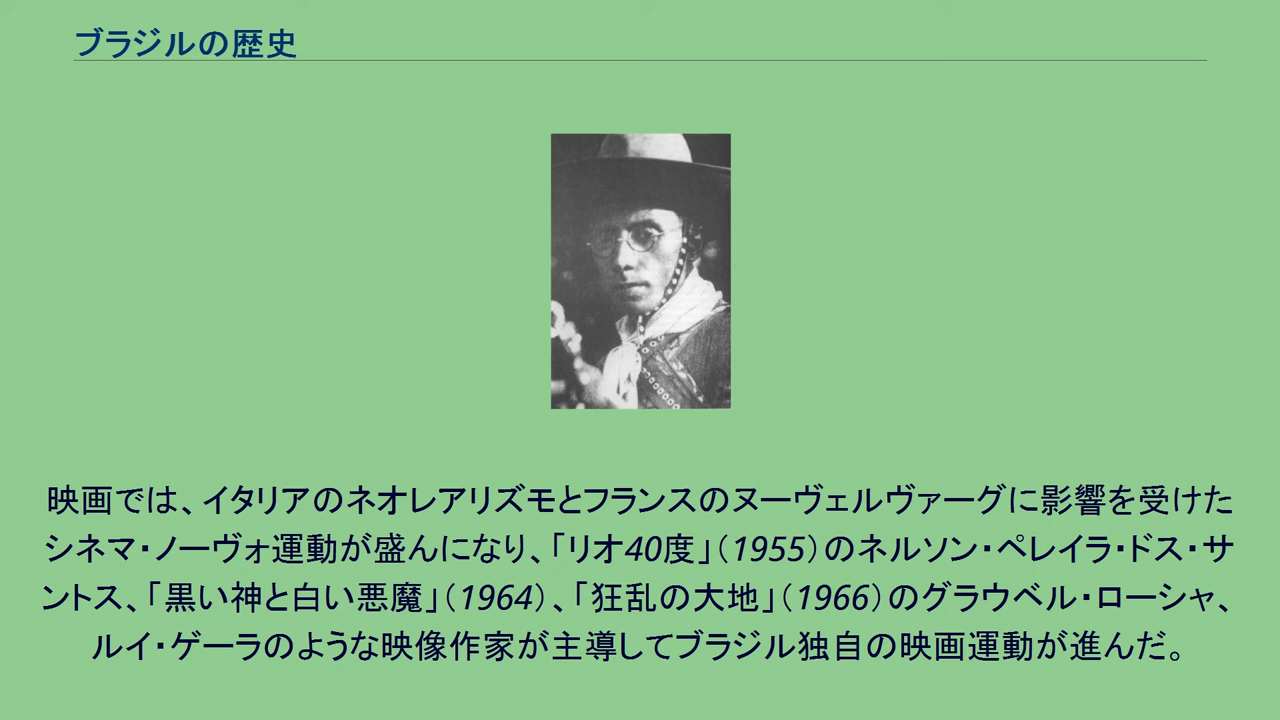 ブラジルの歴史
映画では、イタリアのネオレアリズモとフランスのヌーヴェルヴァーグに影響を受けた
シネマ・ノーヴォ運動が盛んになり、「リオ40度」（1955）のネルソン・ペレイラ・ドス・サ
ントス、「黒い神と白い悪魔」（1964）、「狂乱の大地」（1966）のグラウベル・ローシャ、
ルイ・ゲーラのような映像作家が主導してブラジル独自の映画運動が進んだ。